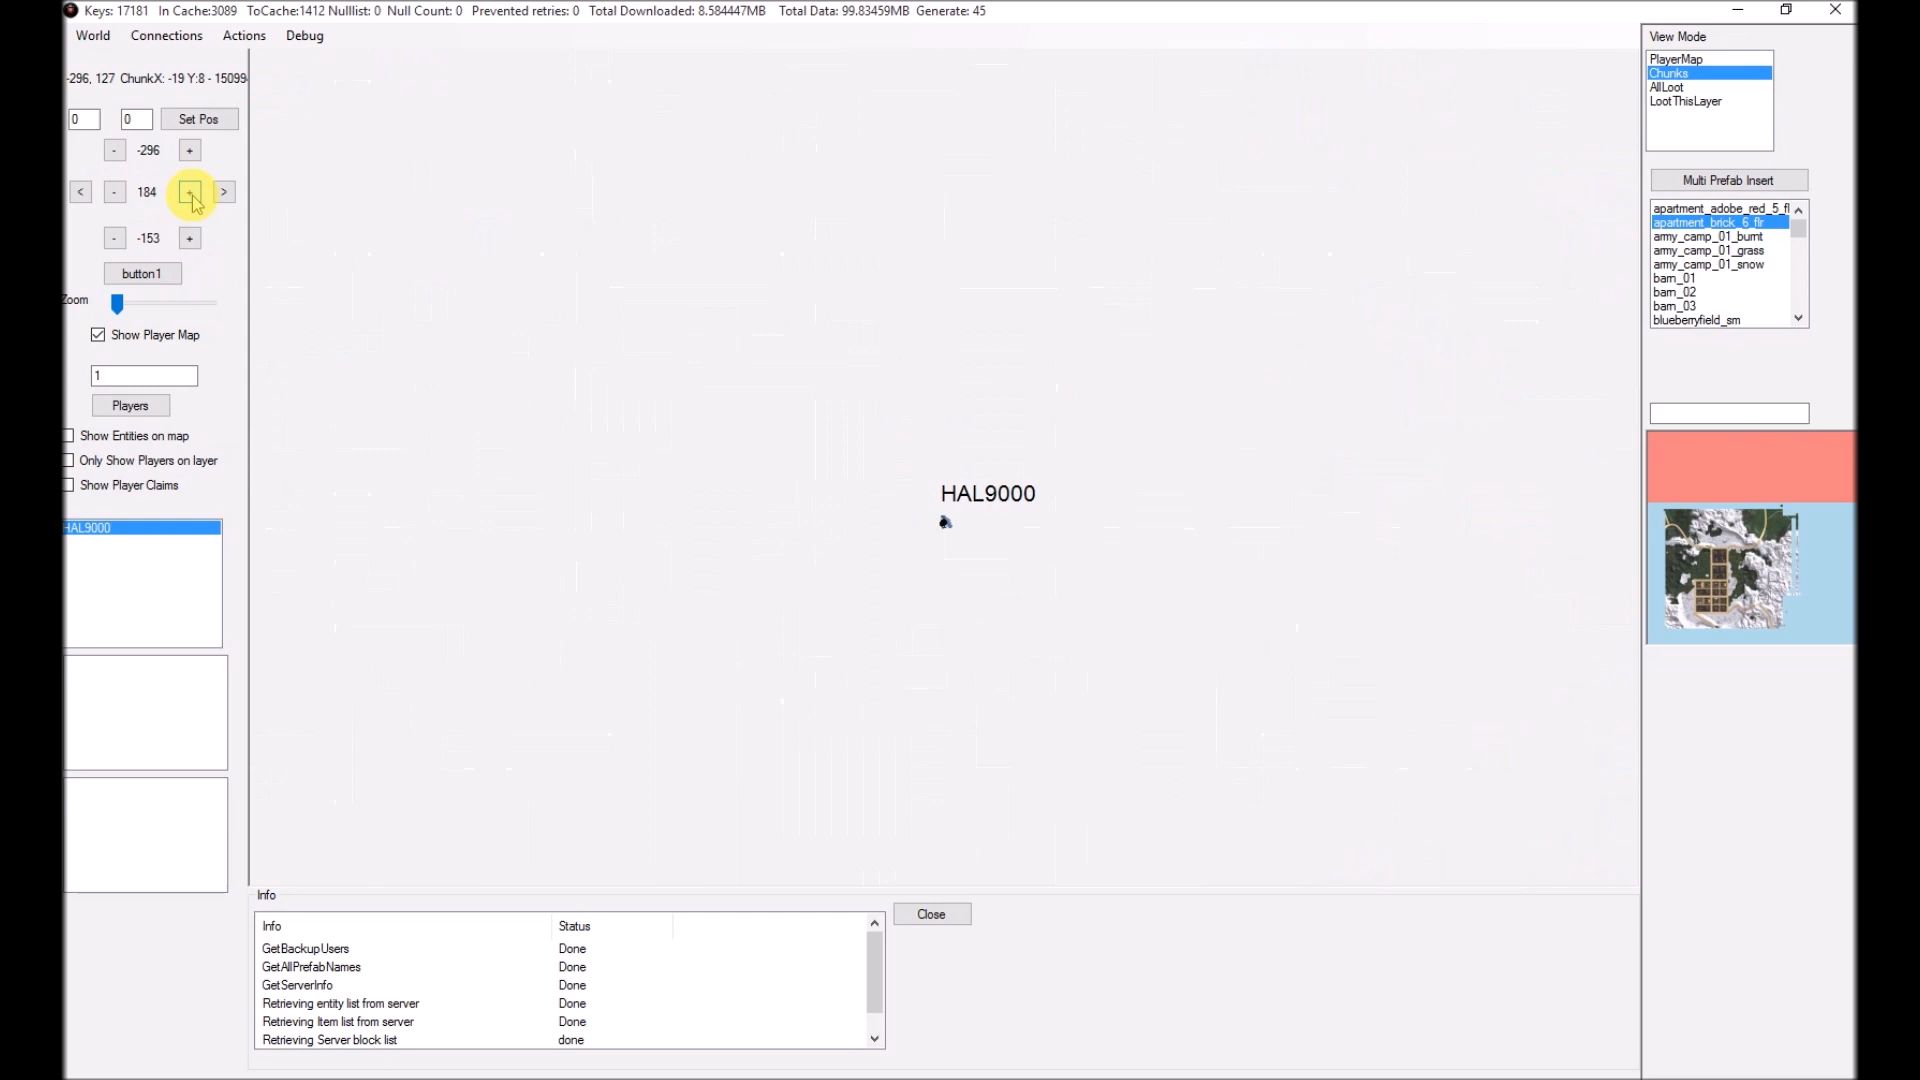 Keys: 17181 In Cache:3089 ToCache:1412 Nulllist: 0 Null Count: 0 Prevented retries: 0 Total Downloaded: 8.584447MB Total Data: 99.83459MB Generate: 45
World Connections Actions Debug
-296, 127 ChunkX: -19 Y:8 - 15099
0 0 Set Pos
- -296 +
< - 184 + >
- -153 +
button1
Zoom
Show Player Map
1
Players
Show Entities on map
Only Show Players on layer
Show Player Claims
HAL9000
HAL9000
View Mode
PlayerMap
Chunks
AllLoot
LootThisLayer
Multi Prefab Insert
apartment_adobe_red_5_fl
apartment_brick_6_flr
army_camp_01_burnt
army_camp_01_grass
army_camp_01_snow
barn_01
barn_02
barn_03
blueberryfield_sm
Info
Close
Info Status
GetBackupUsers Done
GetAllPrefabNames Done
GetServerInfo Done
Retrieving entity list from server Done
Retrieving Item list from server Done
Retrieving Server block list done